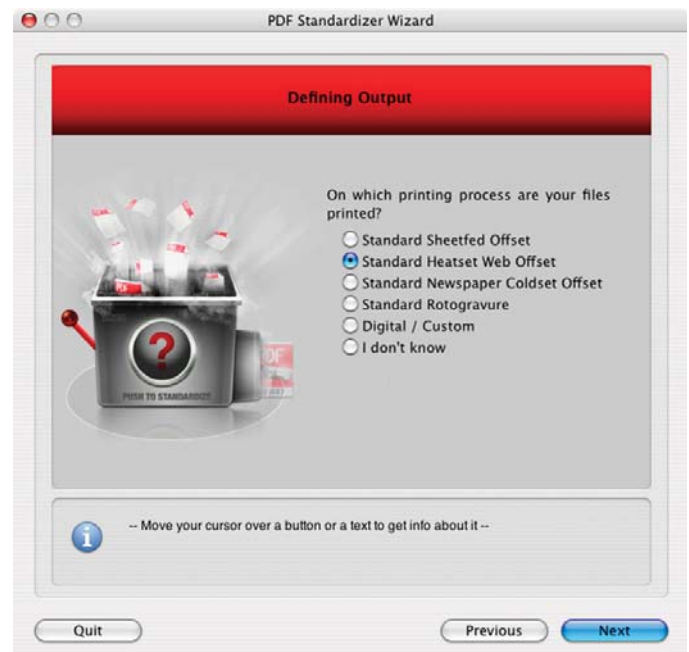 PDF Standardizer Wizard
Defining Output
On which printing process are your files
printed?
Standard Sheetfed Offset
Standard Heatset Web Offset
Standard Newspaper Coldset Offset
Standard Rotogravure
Digital / Custom
I don't know
?
PUSH TO STANDARDIZE
PDF
-- Move your cursor over a button or a text to get info about it --
Quit
Previous
Next